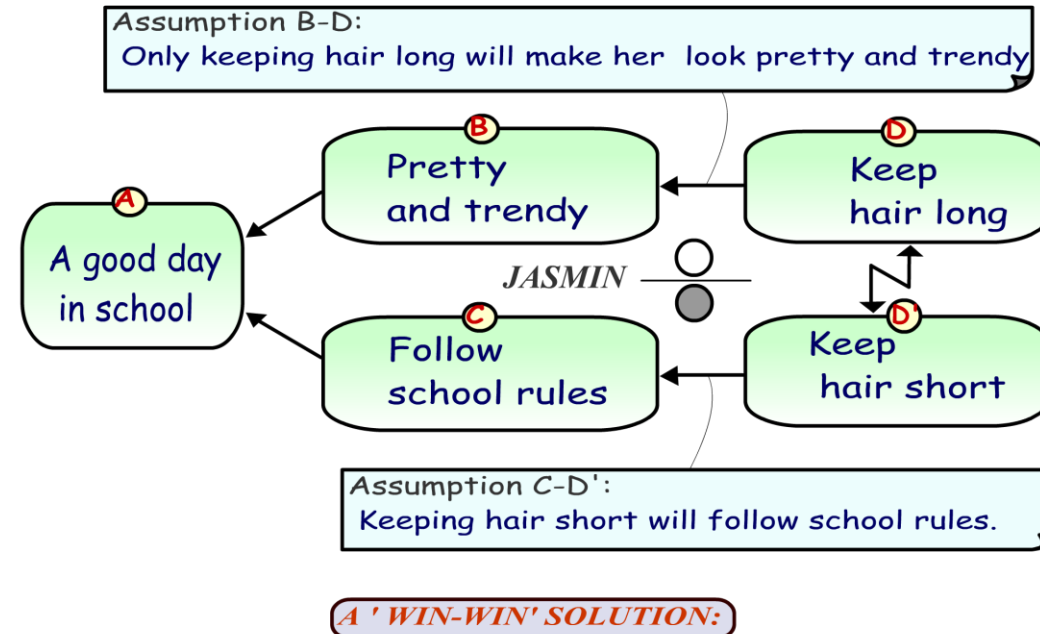 Assumption B-D:
Only keeping hair long will make her look pretty and trendy
B
Pretty
and trendy
D
Keep
hair long
A
A good day
in school
JASMIN
C
Follow
school rules
D'
Keep
hair short
Assumption C-D':
Keeping hair short will follow school rules.
A ' WIN-WIN' SOLUTION: